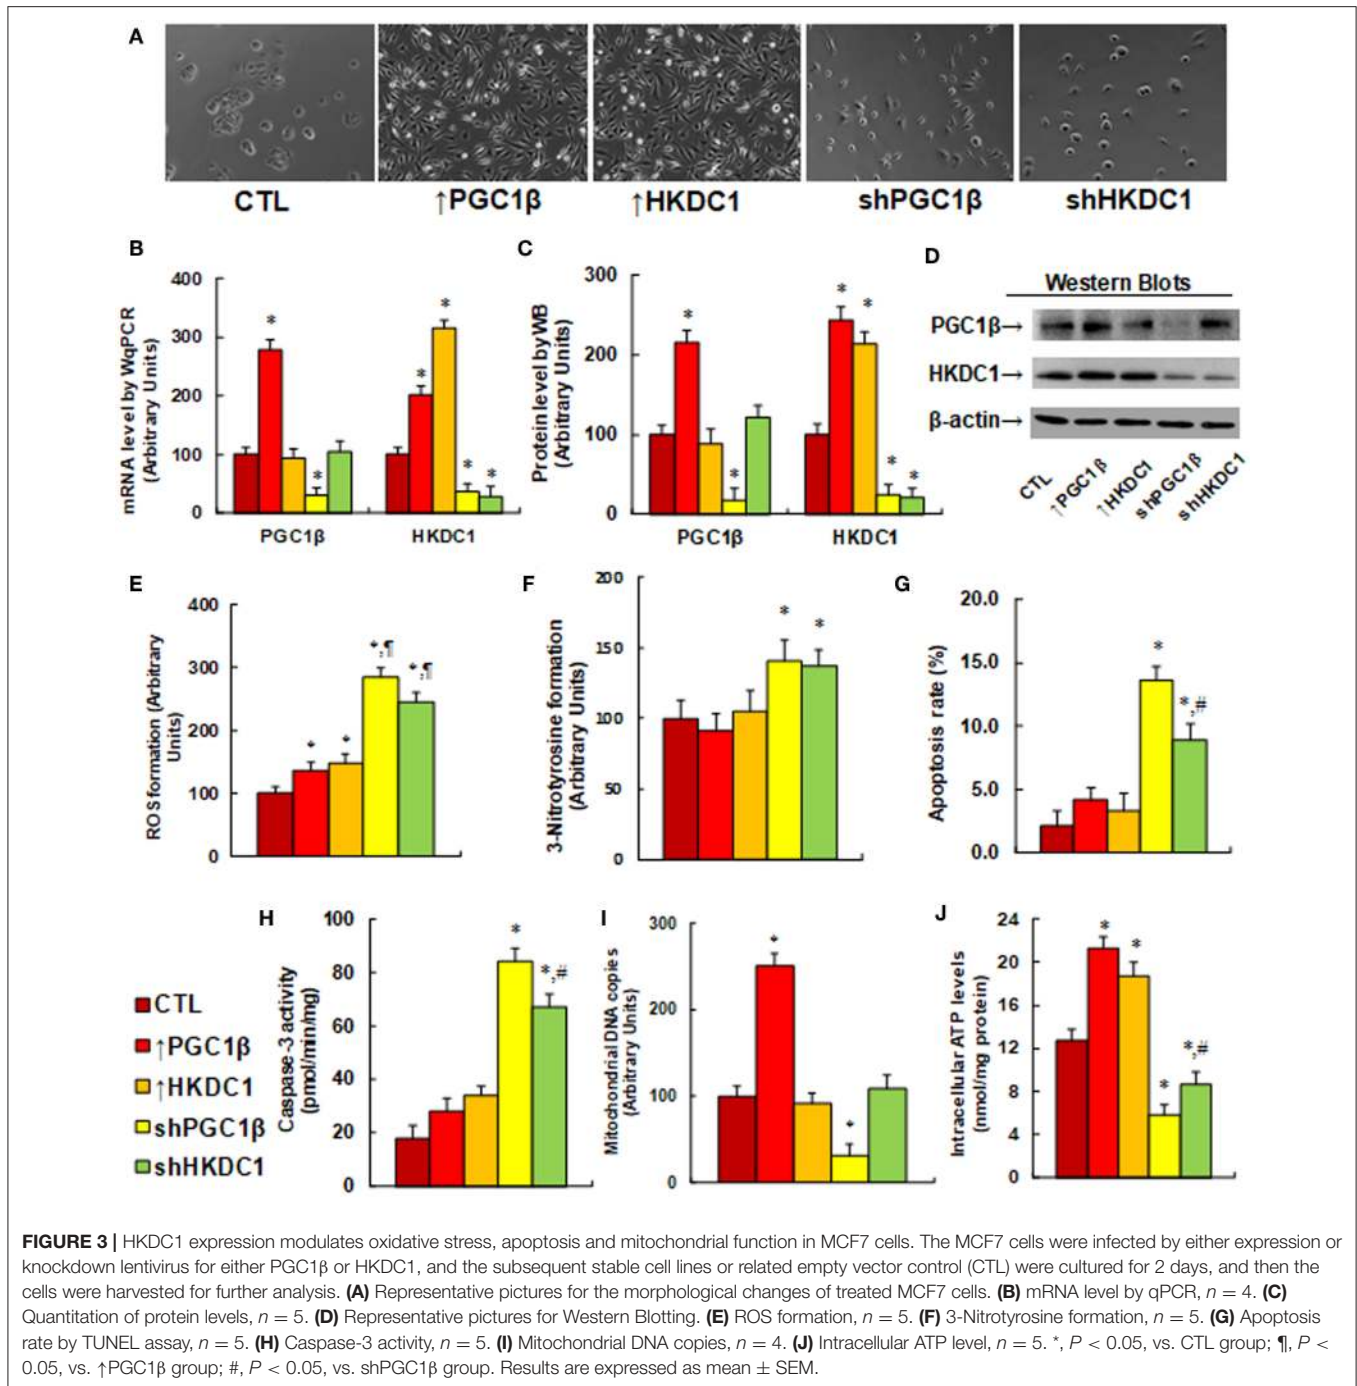 A
CTL
↑PGC1β
↑HKDC1
shPGC1β
shHKDC1
B
mRNA level by WqPCR
(Arbitrary Units)
400
300
200
100
0
*
*
*
*
*
*
PGC1β
HKDC1
C
Protein level by WB
(Arbitrary Units)
300
200
100
0
*
*
*
*
*
*
PGC1β
HKDC1
D
Western Blots
PGC1β→
HKDC1→
β-actin→
CTL
↑PGC1β
↑HKDC1
shPGC1β
shHKDC1
E
ROS formation (Arbitrary
Units)
400
300
200
100
0
*
*
*,¶
*,¶
F
3-Nitrotyrosine formation
(Arbitrary Units)
200
150
100
50
0
*
*
G
Apoptosis rate (%)
20.0
15.0
10.0
5.0
0.0
*
*,#
CTL
↑PGC1β
↑HKDC1
shPGC1β
shHKDC1
H
Caspase-3 activity
(pmol/min/mg)
100
80
60
40
20
0
*
*,#
I
Mitochondrial DNA copies
(Arbitrary Units)
300
200
100
0
*
*
J
Intracellular ATP levels
(nmol/mg protein)
24
20
16
12
8
4
0
*
*
*
*,#
FIGURE 3 | HKDC1 expression modulates oxidative stress, apoptosis and mitochondrial function in MCF7 cells. The MCF7 cells were infected by either expression or
knockdown lentivirus for either PGC1β or HKDC1, and the subsequent stable cell lines or related empty vector control (CTL) were cultured for 2 days, and then the
cells were harvested for further analysis. (A) Representative pictures for the morphological changes of treated MCF7 cells. (B) mRNA level by qPCR, n = 4. (C)
Quantitation of protein levels, n = 5. (D) Representative pictures for Western Blotting. (E) ROS formation, n = 5. (F) 3-Nitrotyrosine formation, n = 5. (G) Apoptosis
rate by TUNEL assay, n = 5. (H) Caspase-3 activity, n = 5. (I) Mitochondrial DNA copies, n = 4. (J) Intracellular ATP level, n = 5. *, P < 0.05, vs. CTL group; ¶, P <
0.05, vs. ↑PGC1β group; #, P < 0.05, vs. shPGC1β group. Results are expressed as mean ± SEM.